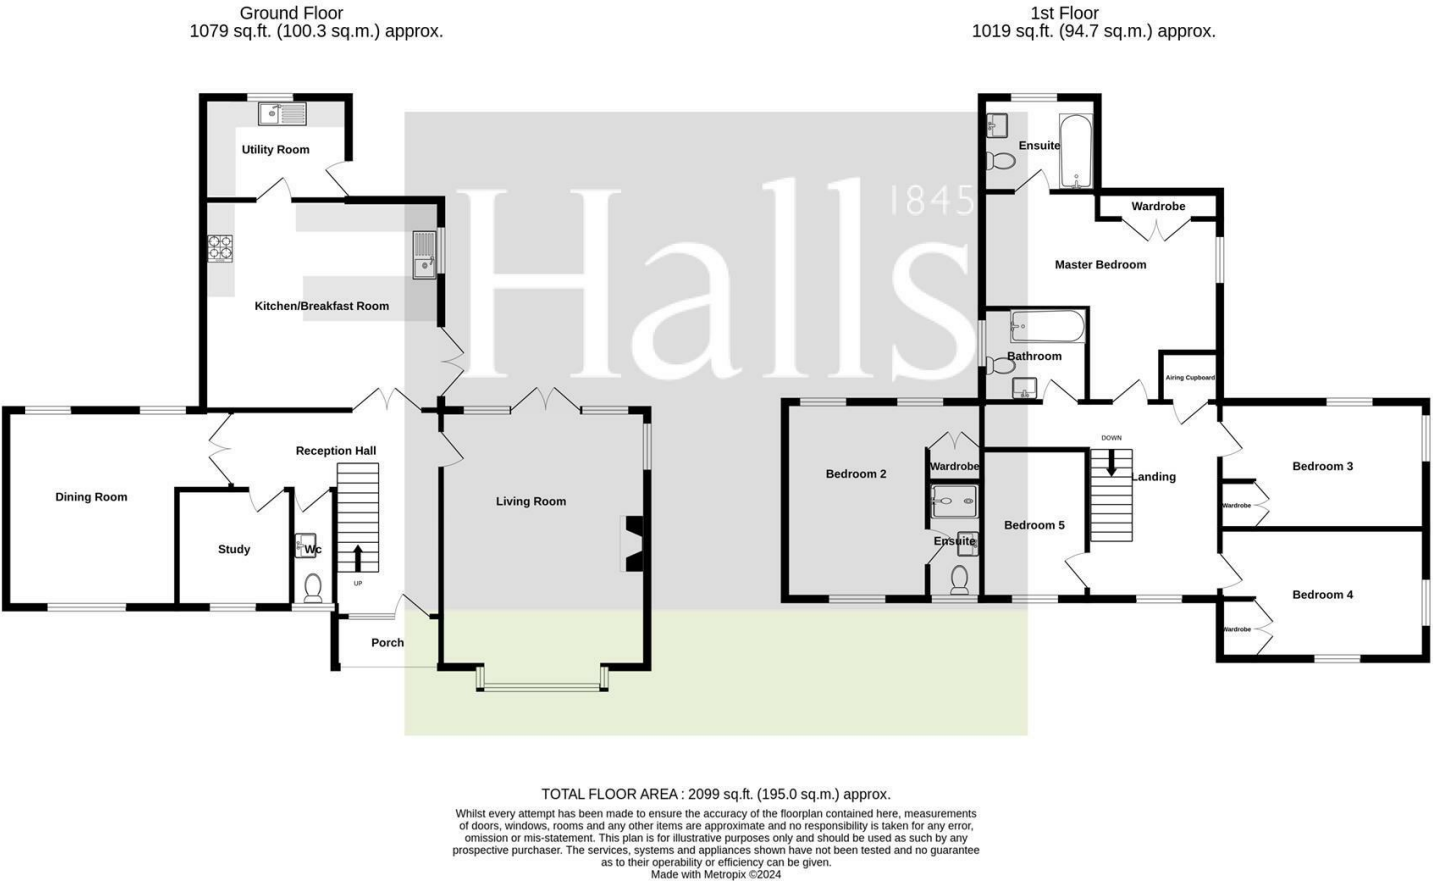 Ground Floor
1079 sq.ft. (100.3 sq.m.) approx.
1st Floor
1019 sq.ft. (94.7 sq.m.) approx.
Halls
1845
Utility Room
Kitchen/Breakfast Room
Reception Hall
Dining Room
Living Room
Study
Wc
UP
Porch
Ensuite
Wardrobe
Master Bedroom
Bathroom
Airing Cupboard
DOWN
Landing
Bedroom 2
Wardrobe
Bedroom 3
Wardrobe
Bedroom 5
Ensuite
Bedroom 4
Wardrobe
TOTAL FLOOR AREA : 2099 sq.ft. (195.0 sq.m.) approx.
Whilst every attempt has been made to ensure the accuracy of the floorplan contained here, measurements
of doors, windows, rooms and any other items are approximate and no responsibility is taken for any error,
omission or mis-statement. This plan is for illustrative purposes only and should be used as such by any
prospective purchaser. The services, systems and appliances shown have not been tested and no guarantee
as to their operability or efficiency can be given.
Made with Metropix ©2024